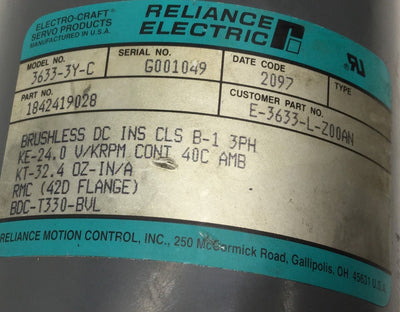 ELECTRO-CRAFT®
SERVO PRODUCTS
MANUFACTURED IN U.S.A.
RELIANCE
ELECTRIC
MODEL NO.
3633-3Y-C
SERIAL NO.
G001049
DATE CODE
2097
TYPE
PART NO.
1842419028
CUSTOMER PART NO.
E-3633-L-Z00AN
BRUSHLESS DC INS CLS B-1 3PH
KE-24.0 V/KRPM CONT 40C AMB
KT-32.4 OZ-IN/A
RMC (42D FLANGE)
BDC-T330-BVL
RELIANCE MOTION CONTROL, INC., 250 McCormick Road, Gallipolis, OH 45631 U.S.A.